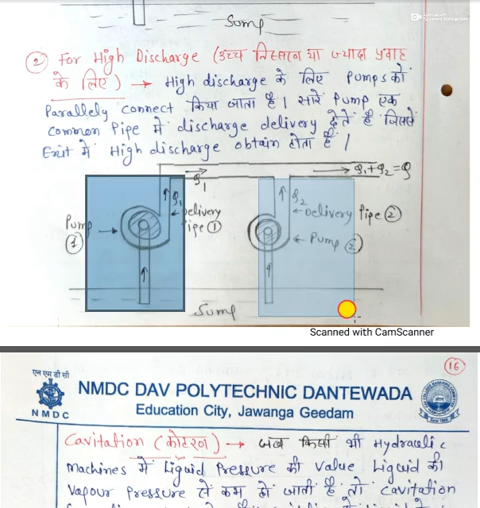 Sump
② For High Discharge (उच्च निस्सरण या ज्यादा प्रवाह
के लिए) → High discharge के लिए Pumps को
Parallely connect किया जाता है। सारे Pump एक
common Pipe में discharge delivery देते हैं जिससे
Exit में High discharge obtain होता है।
Q₁
Q₁+Q₂=Q
Q₁
Q₂
Pump ①
Delivery Pipe ①
Delivery Pipe ②
Pump ②
Sump
Scanned with CamScanner
16
एन एम डी सी
NMDC
NMDC DAV POLYTECHNIC DANTEWADA
Education City, Jawanga Geedam
Cavitation (कोटरन) → जब किसी भी Hydraulic
machines में Liquid Pressure की value Liquid की
Vapour Pressure से कम हो जाती है तो cavitation